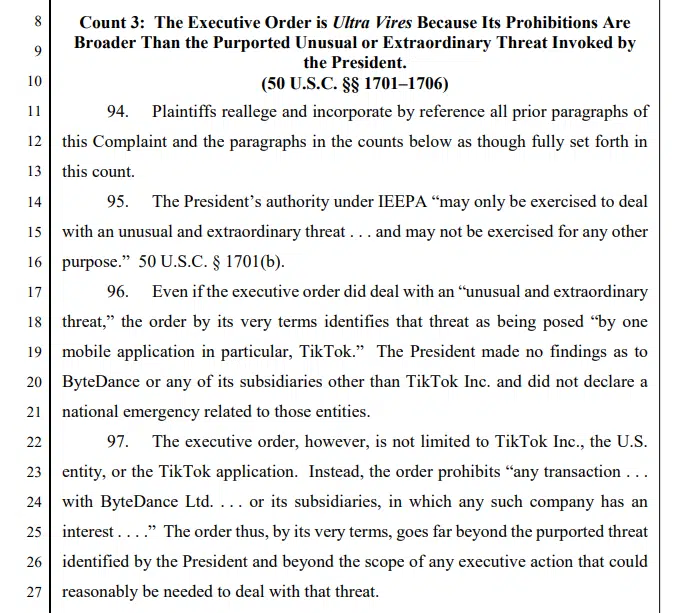 8 Count 3: The Executive Order is Ultra Vires Because Its Prohibitions Are
9 Broader Than the Purported Unusual or Extraordinary Threat Invoked by
the President.
10 (50 U.S.C. §§ 1701–1706)
11 94. Plaintiffs reallege and incorporate by reference all prior paragraphs of
12 this Complaint and the paragraphs in the counts below as though fully set forth in
13 this count.
14 95. The President’s authority under IEEPA “may only be exercised to deal
15 with an unusual and extraordinary threat . . . and may not be exercised for any other
16 purpose.” 50 U.S.C. § 1701(b).
17 96. Even if the executive order did deal with an “unusual and extraordinary
18 threat,” the order by its very terms identifies that threat as being posed “by one
19 mobile application in particular, TikTok.” The President made no findings as to
20 ByteDance or any of its subsidiaries other than TikTok Inc. and did not declare a
21 national emergency related to those entities.
22 97. The executive order, however, is not limited to TikTok Inc., the U.S.
23 entity, or the TikTok application. Instead, the order prohibits “any transaction . . .
24 with ByteDance Ltd. . . . or its subsidiaries, in which any such company has an
25 interest . . . .” The order thus, by its very terms, goes far beyond the purported threat
26 identified by the President and beyond the scope of any executive action that could
27 reasonably be needed to deal with that threat.